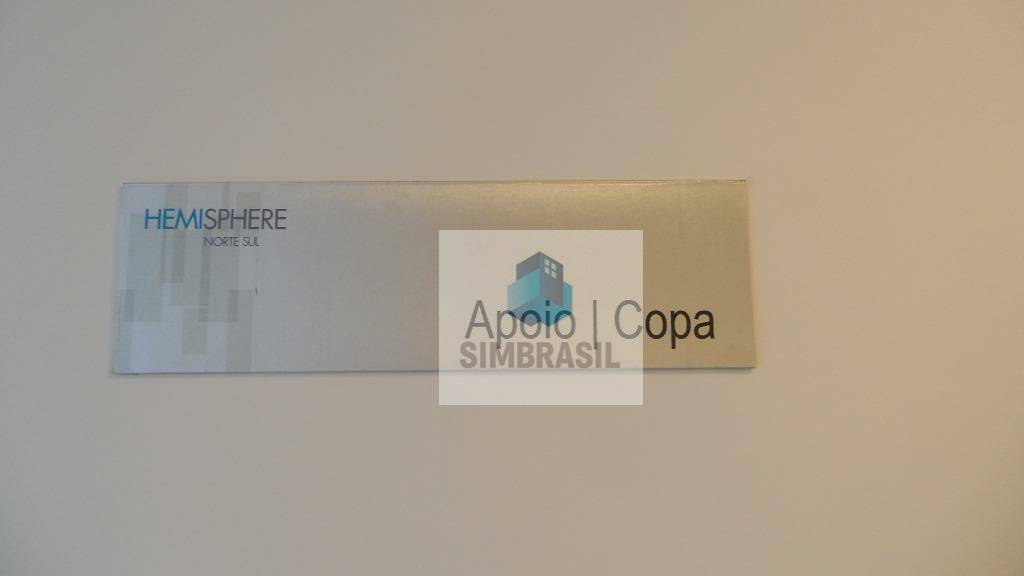 HEMISPHERE
NORTE SUL
Apoio | Copa
SIMBRASIL